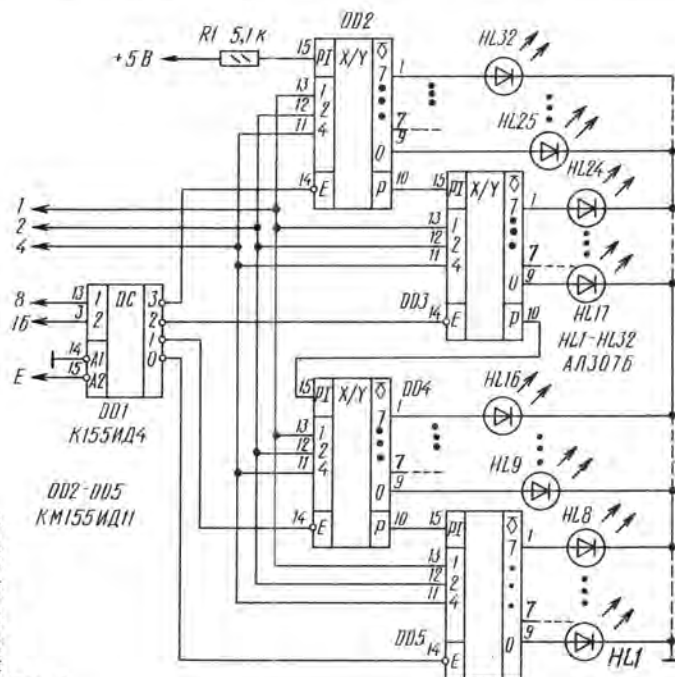 DD2
R1 5,1к
+5 В
15 PI X/Y ◇
13 1 7 1
12 2
11 4
7
9
0
14 E P 10
HL32
HL25
HL24
15 PI X/Y ◇
13 1 7 1
12 2
11 4
7
0 9
14 E P 10
DD3
HL17
HL1-HL32
АЛ307Б
1
2
4
8 13 1 DC 3
16 3 2 2
1
14 A1 0
E 15 A2
DD1
К155ИД4
DD2-DD5
КМ155ИД11
15 PI X/Y ◇ DD4
13 1 7 1
12 2
11 4
7
9
0
14 E P 10
HL16
HL9
HL8
15 PI X/Y ◇
13 1 7 1
12 2
11 4
7
0 9
DD5
14 E P
HL1